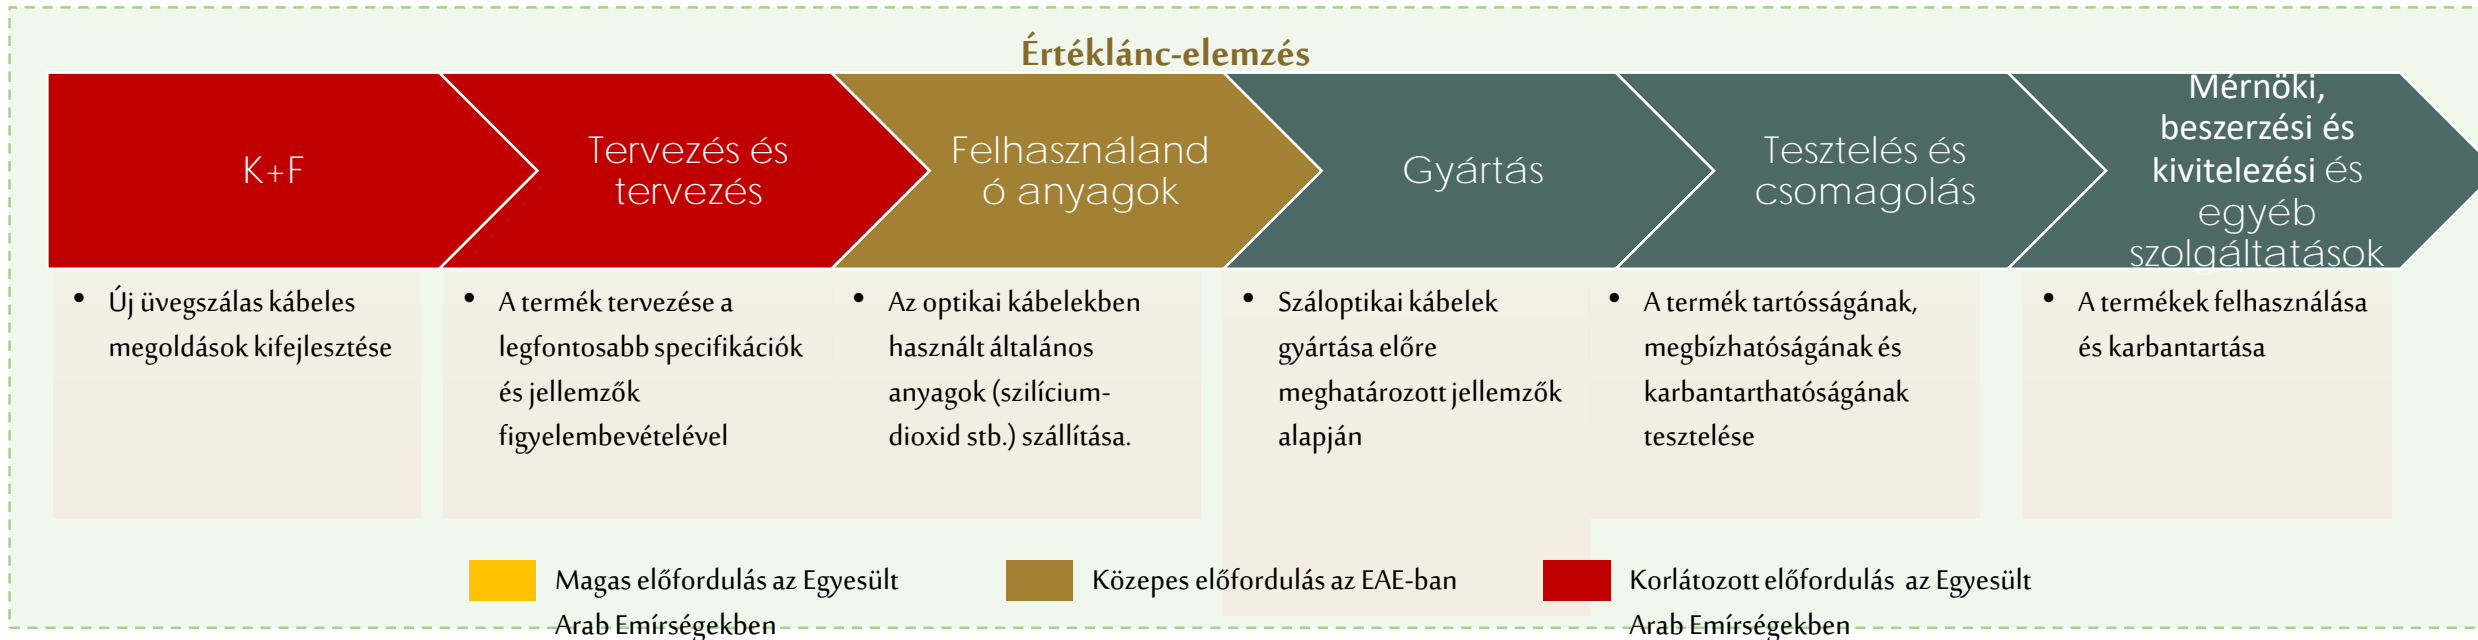 Értéklánc-elemzés
K+F
Tervezés és
tervezés
Felhasználand
ó anyagok
Gyártás
Tesztelés és
csomagolás
Mérnöki,
beszerzési és
kivitelezési és
egyéb
szolgáltatások
• Új üvegszálas kábeles
megoldások kifejlesztése
• A termék tervezése a
legfontosabb specifikációk
és jellemzők
figyelembevételével
• Az optikai kábelekben
használt általános
anyagok (szilícium-
dioxid stb.) szállítása.
• Száloptikai kábelek
gyártása előre
meghatározott jellemzők
alapján
• A termék tartósságának,
megbízhatóságának és
karbantarthatóságának
tesztelése
• A termékek felhasználása
és karbantartása
Magas előfordulás az Egyesült
Arab Emírségekben
Közepes előfordulás az EAE-ban
Korlátozott előfordulás az Egyesült
Arab Emírségekben